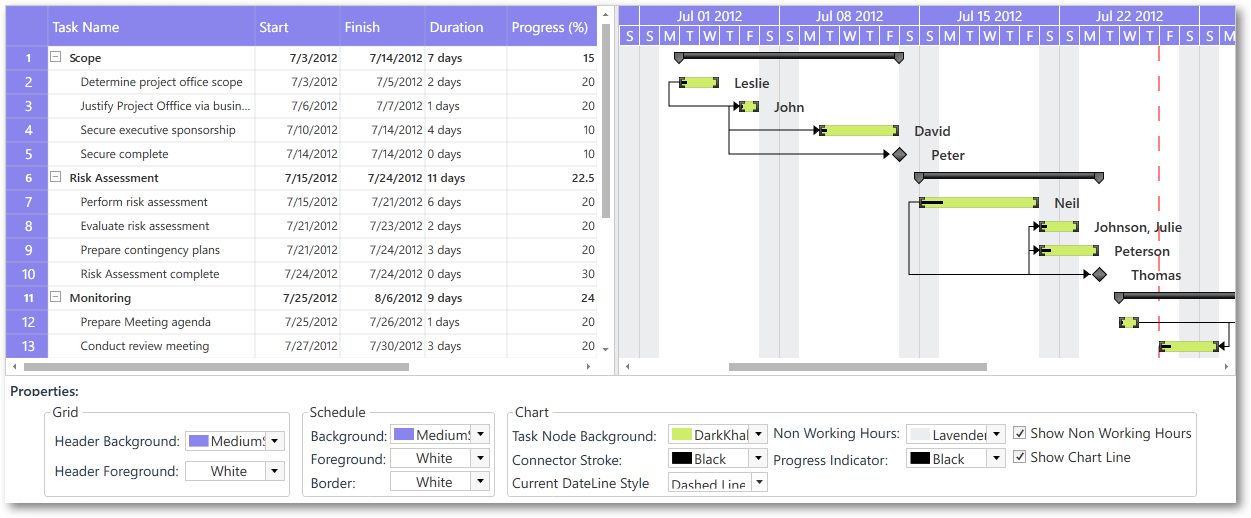 Task Name Start Finish Duration Progress (%)
1 Scope 7/3/2012 7/14/2012 7 days 15
2 Determine project office scope 7/3/2012 7/5/2012 2 days 20
3 Justify Project Offfice via busin... 7/6/2012 7/7/2012 1 days 20
4 Secure executive sponsorship 7/10/2012 7/14/2012 4 days 10
5 Secure complete 7/14/2012 7/14/2012 0 days 10
6 Risk Assessment 7/15/2012 7/24/2012 11 days 22.5
7 Perform risk assessment 7/15/2012 7/21/2012 6 days 20
8 Evaluate risk assessment 7/21/2012 7/23/2012 2 days 20
9 Prepare contingency plans 7/21/2012 7/24/2012 3 days 20
10 Risk Assessment complete 7/24/2012 7/24/2012 0 days 30
11 Monitoring 7/25/2012 8/6/2012 9 days 24
12 Prepare Meeting agenda 7/25/2012 7/26/2012 1 days 20
13 Conduct review meeting 7/27/2012 7/30/2012 3 days 20
Jul 01 2012 Jul 08 2012 Jul 15 2012 Jul 22 2012
S S M T W T F S S M T W T F S S M T W T F S S M T W T F S S M
Leslie
John
David
Peter
Neil
Johnson, Julie
Peterson
Thomas
Properties:
Grid
Header Background: MediumS
Header Foreground: White
Schedule
Background: MediumS
Foreground: White
Border: White
Chart
Task Node Background: DarkKhal Non Working Hours: Lavender Show Non Working Hours
Connector Stroke: Black Progress Indicator: Black Show Chart Line
Current DateLine Style Dashed Line